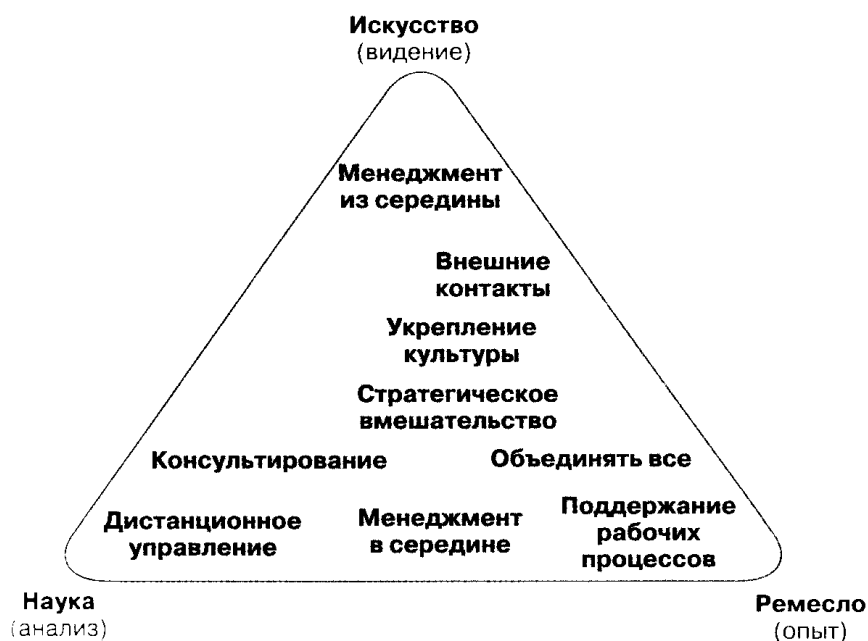 Искусство
(видение)
Менеджмент
из середины
Внешние
контакты
Укрепление
культуры
Стратегическое
вмешательство
Консультирование
Объединять все
Дистанционное
управление
Менеджмент
в середине
Поддержание
рабочих
процессов
Наука
(анализ)
Ремесло
(опыт)